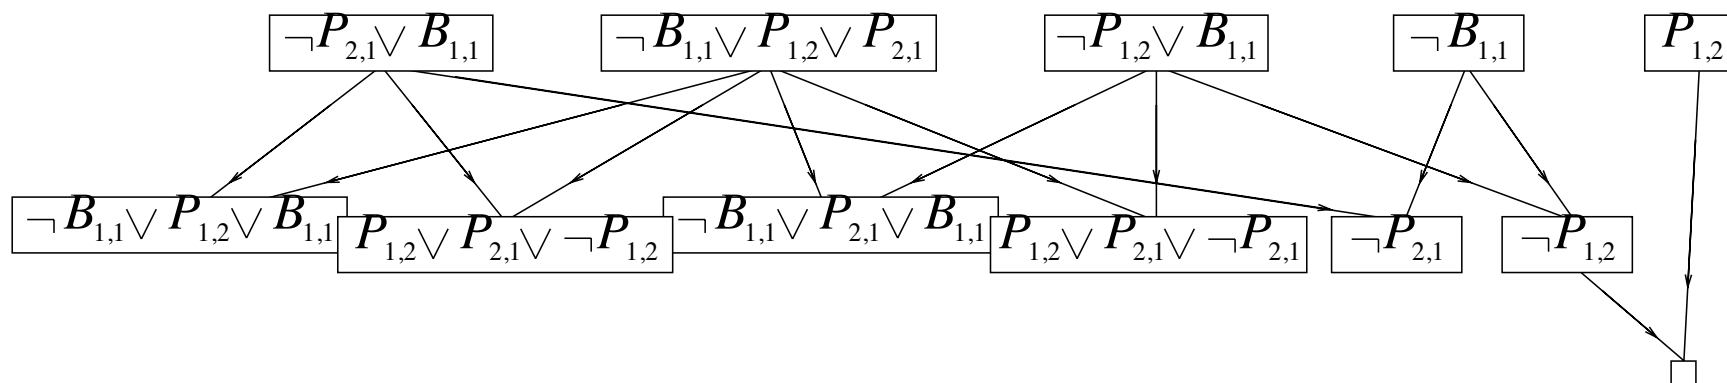 ¬P2,1 ∨ B1,1 ¬B1,1 ∨ P1,2 ∨ P2,1 ¬P1,2 ∨ B1,1 ¬B1,1 P1,2
¬B1,1 ∨ P1,2 ∨ B1,1 P1,2 ∨ P2,1 ∨ ¬P1,2 ¬B1,1 ∨ P2,1 ∨ B1,1 P1,2 ∨ P2,1 ∨ ¬P2,1 ¬P2,1 ¬P1,2